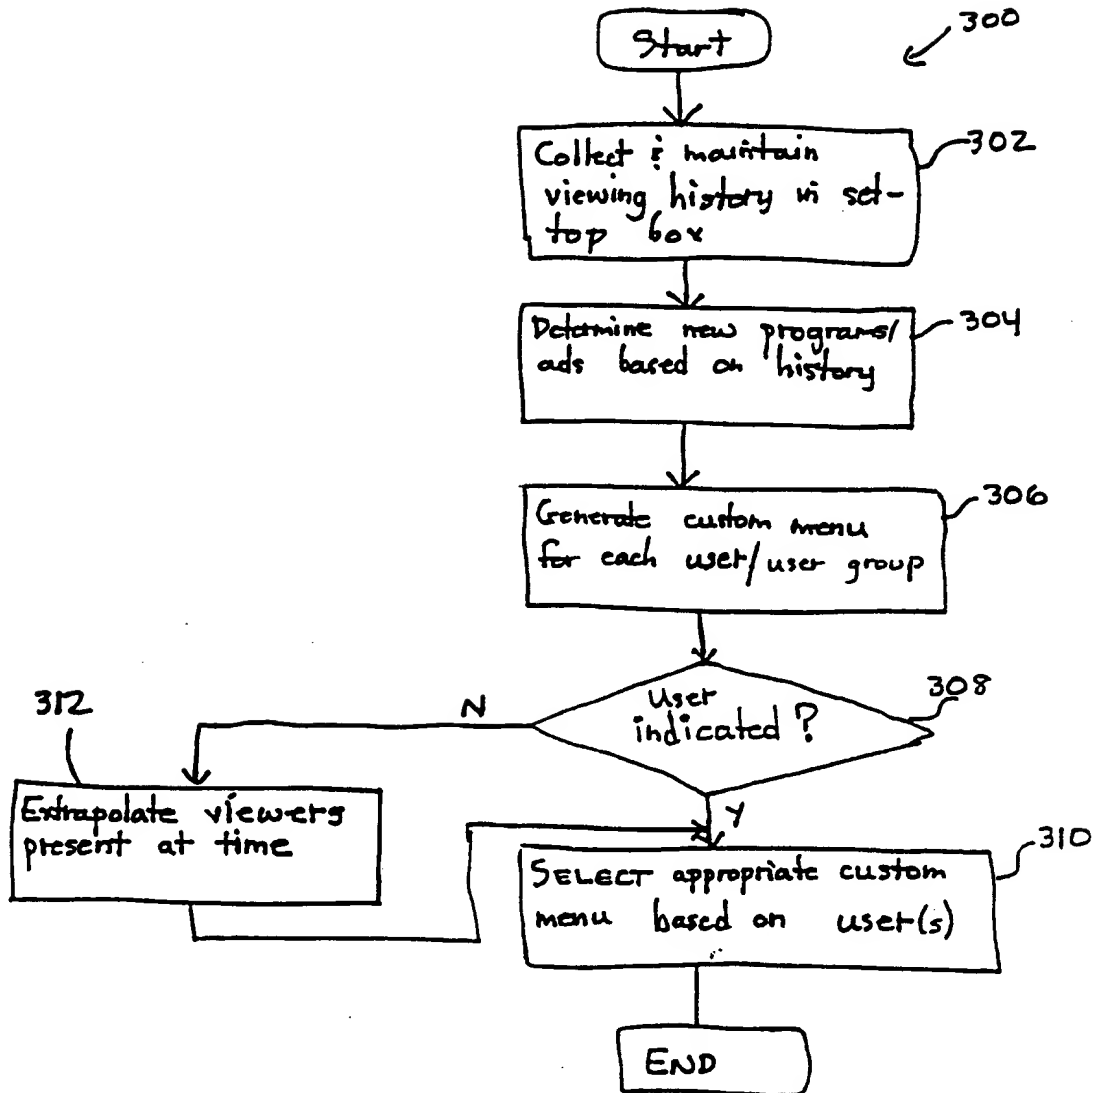 Start
300
Collect & maintain
viewing history in set-
top box
302
Determine new programs/
ads based on history
304
Generate custom menu
for each user/user group
306
User
indicated?
308
N
312
Y
Extrapolate viewers
present at time
SELECT appropriate custom
menu based on user(s)
310
END